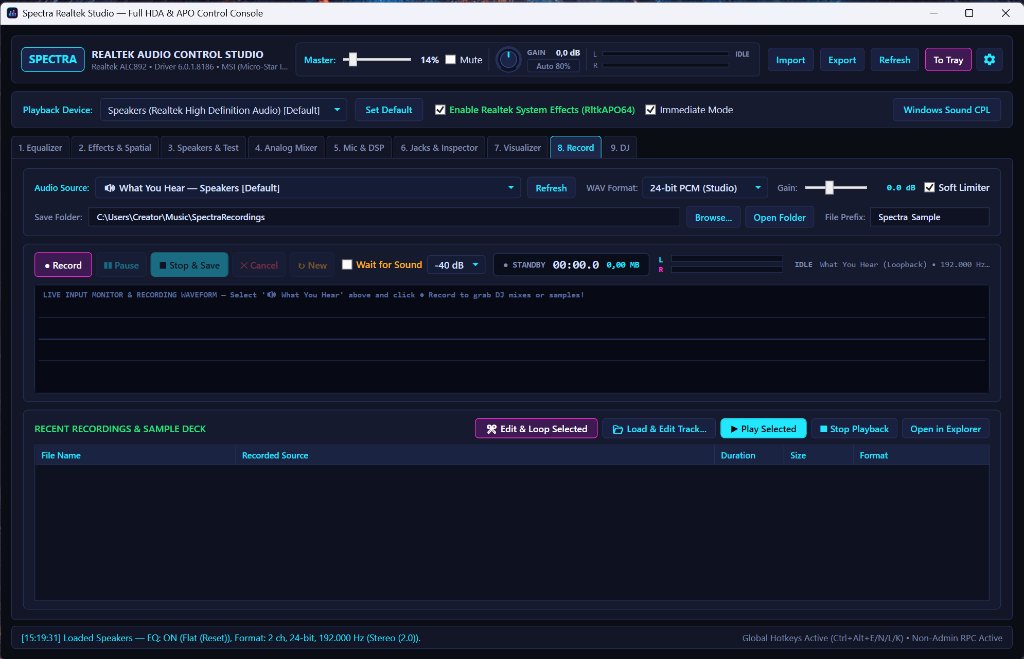 Spectra Realtek Studio — Full HDA & APO Control Console
SPECTRA
REALTEK AUDIO CONTROL STUDIO
Realtek ALC892 • Driver 6.0.1.8186 • MSI (Micro-Star I...
Master: 14% Mute
GAIN 0,0 dB
Auto 80%
L
R
IDLE
Import Export Refresh To Tray
Playback Device: Speakers (Realtek High Definition Audio) [Default] Set Default Enable Realtek System Effects (RltkAPO64) Immediate Mode Windows Sound CPL
1. Equalizer 2. Effects & Spatial 3. Speakers & Test 4. Analog Mixer 5. Mic & DSP 6. Jacks & Inspector 7. Visualizer 8. Record 9. DJ
Audio Source: What You Hear — Speakers [Default] Refresh WAV Format: 24-bit PCM (Studio) Gain: 0.0 dB Soft Limiter
Save Folder: C:\Users\Creator\Music\SpectraRecordings Browse... Open Folder File Prefix: Spectra Sample
● Record Pause Stop & Save Cancel New Wait for Sound -40 dB ● STANDBY 00:00.0 0,00 MB L R IDLE What You Hear (Loopback) • 192.000 Hz…
LIVE INPUT MONITOR & RECORDING WAVEFORM — Select '🔊 What You Hear' above and click ● Record to grab DJ mixes or samples!
RECENT RECORDINGS & SAMPLE DECK Edit & Loop Selected Load & Edit Track... Play Selected Stop Playback Open in Explorer
File Name Recorded Source Duration Size Format
[15:19:31] Loaded Speakers — EQ: ON (Flat (Reset)), Format: 2 ch, 24-bit, 192.000 Hz (Stereo (2.0)).
Global Hotkeys Active (Ctrl+Alt+E/N/L/K) • Non-Admin RPC Active